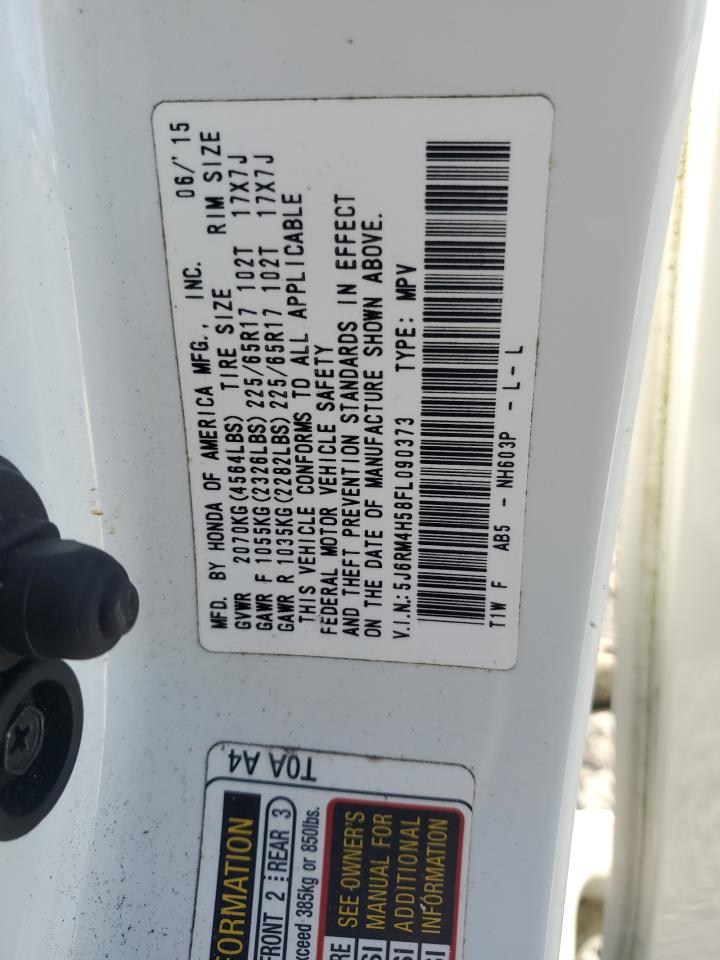 MFD. BY HONDA OF AMERICA MFG., INC. 06/'15
GVWR 2070KG(4564LBS) TIRE SIZE RIM SIZE
GAWR F 1055KG(2326LBS) 225/65R17 102T 17X7J
GAWR R 1035KG(2282LBS) 225/65R17 102T 17X7J
THIS VEHICLE CONFORMS TO ALL APPLICABLE
FEDERAL MOTOR VEHICLE SAFETY
AND THEFT PREVENTION STANDARDS IN EFFECT
ON THE DATE OF MANUFACTURE SHOWN ABOVE.
V.I.N.: 5J6RM4H58FL090373 TYPE: MPV
T1W F AB5 - NH603P - L - L
T0A A4
FORMATION
FRONT 2 REAR 3
xceed 385kg or 850lbs.
RE SEE OWNER'S
SI MANUAL FOR
SI ADDITIONAL
SI INFORMATION